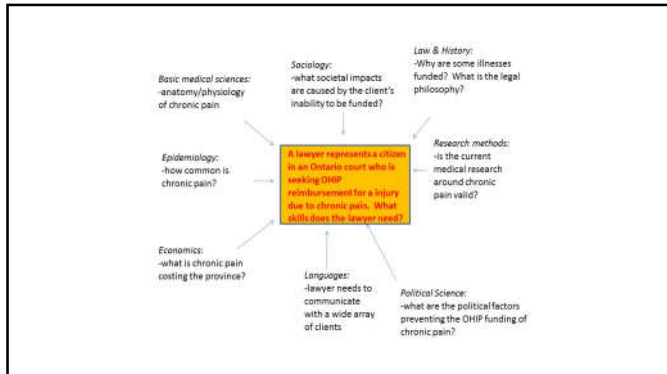 Law & History:
-Why are some illnesses
funded? What is the legal
philosophy?
Sociology:
-what societal impacts
are caused by the client's
inability to be funded?
Basic medical sciences:
-anatomy/physiology
of chronic pain
A lawyer represents a citizen
in an Ontario court who is
seeking OHIP
reimbursement for a injury
due to chronic pain. What
skills does the lawyer need?
Research methods:
-is the current
medical research
around chronic
pain valid?
Epidemiology:
-how common is
chronic pain?
Economics:
-what is chronic pain
costing the province?
Languages:
-lawyer needs to
communicate
with a wide array
of clients
Political Science:
-what are the political factors
preventing the OHIP funding of
chronic pain?